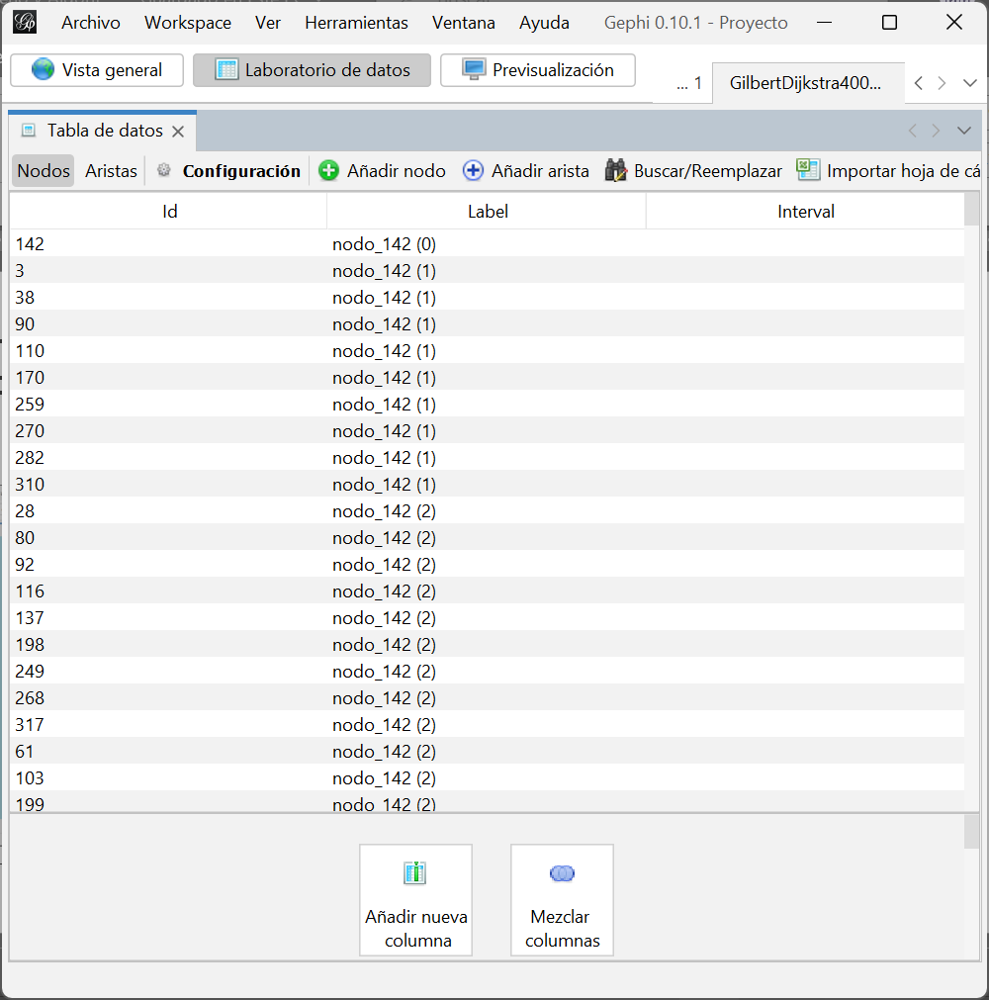 Archivo Workspace Ver Herramientas Ventana Ayuda Gephi 0.10.1 - Proyecto
Vista general Laboratorio de datos Previsualización
... 1 GilbertDijkstra400...
Tabla de datos
Nodos Aristas Configuración Añadir nodo Añadir arista Buscar/Reemplazar Importar hoja de cá
Id Label Interval
142 nodo_142 (0)
3 nodo_142 (1)
38 nodo_142 (1)
90 nodo_142 (1)
110 nodo_142 (1)
170 nodo_142 (1)
259 nodo_142 (1)
270 nodo_142 (1)
282 nodo_142 (1)
310 nodo_142 (1)
28 nodo_142 (2)
80 nodo_142 (2)
92 nodo_142 (2)
116 nodo_142 (2)
137 nodo_142 (2)
198 nodo_142 (2)
249 nodo_142 (2)
268 nodo_142 (2)
317 nodo_142 (2)
61 nodo_142 (2)
103 nodo_142 (2)
199 nodo_142 (2)
Añadir nueva
columna
Mezclar
columnas